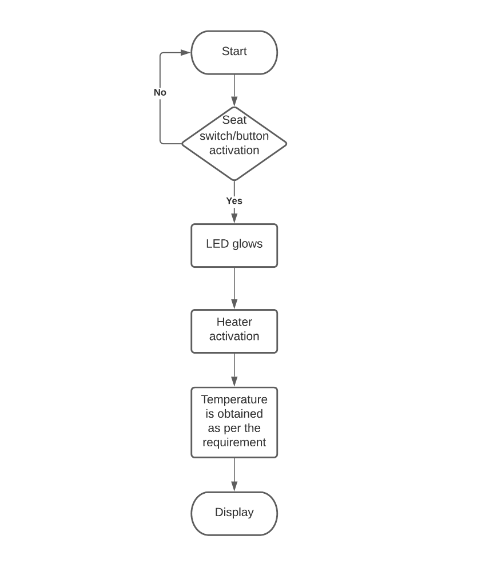 Start
No
Seat
switch/button
activation
Yes
LED glows
Heater
activation
Temperature
is obtained
as per the
requirement
Display